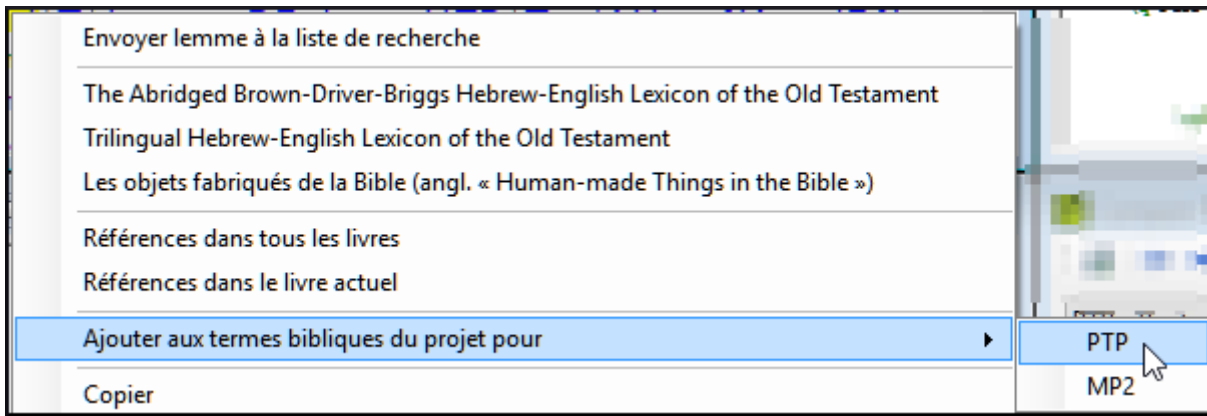 Envoyer lemme à la liste de recherche
The Abridged Brown-Driver-Briggs Hebrew-English Lexicon of the Old Testament
Trilingual Hebrew-English Lexicon of the Old Testament
Les objets fabriqués de la Bible (angl. « Human-made Things in the Bible »)
Références dans tous les livres
Références dans le livre actuel
Ajouter aux termes bibliques du projet pour
PTP
MP2
Copier